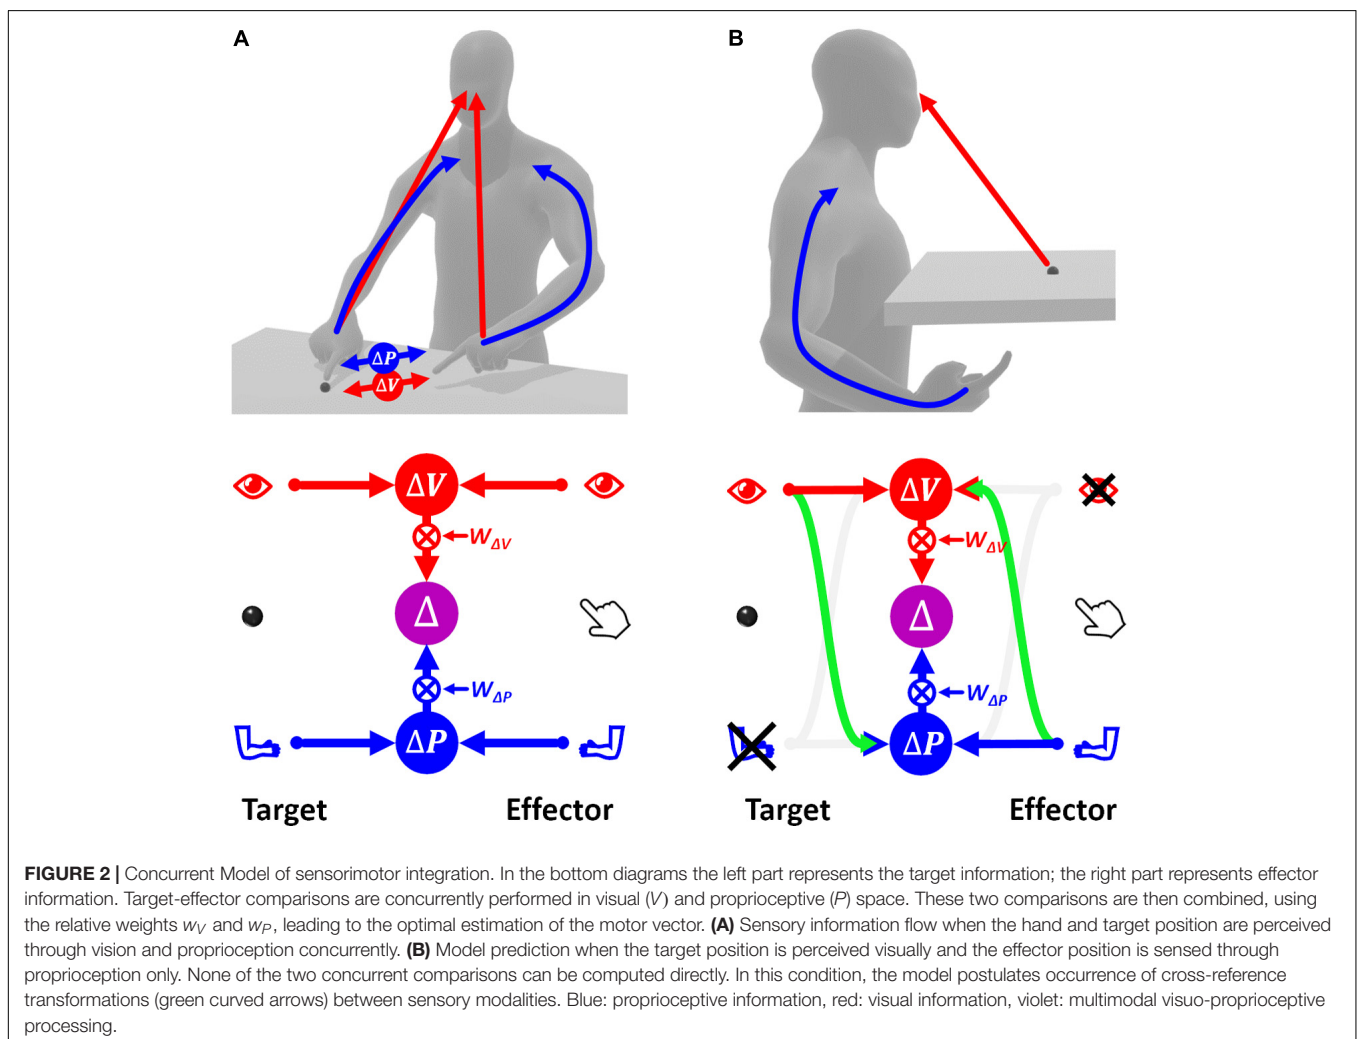 A
B
ΔP
ΔV
ΔV
WΔV
Δ
WΔP
ΔP
Target
Effector
ΔV
WΔV
Δ
WΔP
ΔP
Target
Effector
FIGURE 2 | Concurrent Model of sensorimotor integration. In the bottom diagrams the left part represents the target information; the right part represents effector
information. Target-effector comparisons are concurrently performed in visual (V) and proprioceptive (P) space. These two comparisons are then combined, using
the relative weights wV and wP, leading to the optimal estimation of the motor vector. (A) Sensory information flow when the hand and target position are perceived
through vision and proprioception concurrently. (B) Model prediction when the target position is perceived visually and the effector position is sensed through
proprioception only. None of the two concurrent comparisons can be computed directly. In this condition, the model postulates occurrence of cross-reference
transformations (green curved arrows) between sensory modalities. Blue: proprioceptive information, red: visual information, violet: multimodal visuo-proprioceptive
processing.